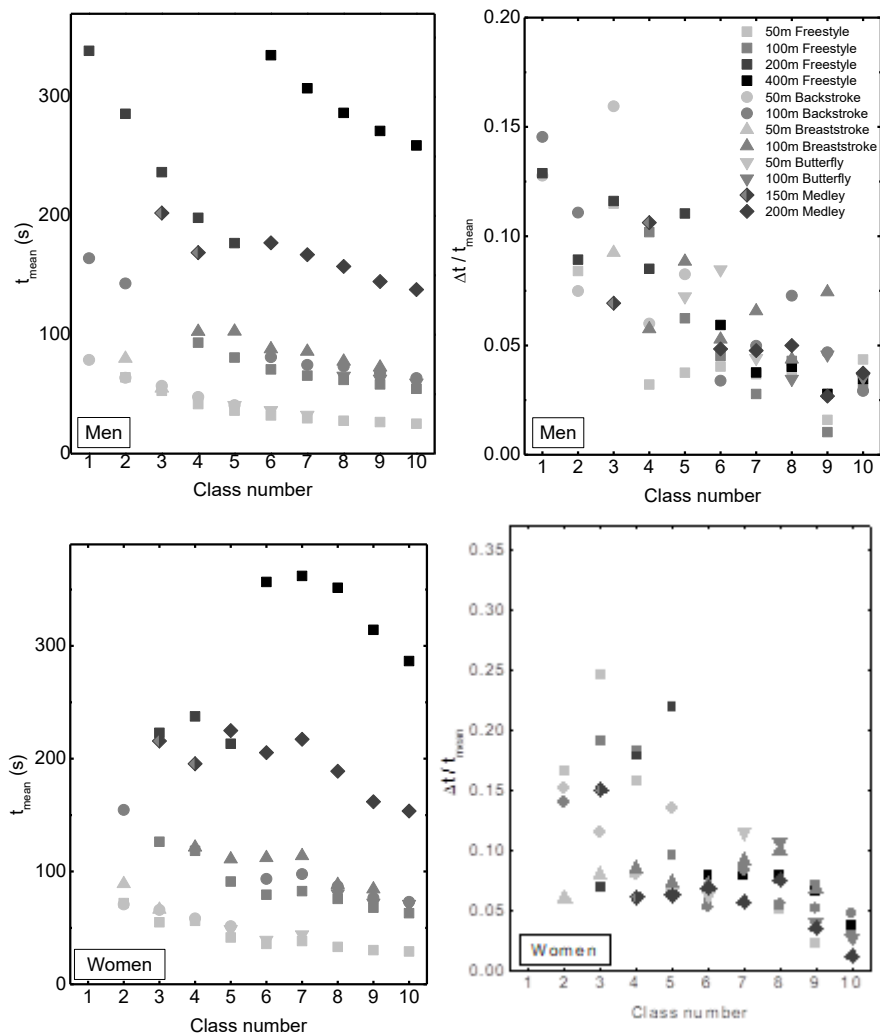 300
200
100
0
t_mean (s)
Men
1 2 3 4 5 6 7 8 9 10
Class number
0.20
0.15
0.10
0.05
0.00
Δt / t_mean
50m Freestyle
100m Freestyle
200m Freestyle
400m Freestyle
50m Backstroke
100m Backstroke
50m Breaststroke
100m Breaststroke
50m Butterfly
100m Butterfly
150m Medley
200m Medley
Men
1 2 3 4 5 6 7 8 9 10
Class number
300
200
100
0
t_mean (s)
Women
1 2 3 4 5 6 7 8 9 10
Class number
0.35
0.30
0.25
0.20
0.15
0.10
0.05
0.00
Δt / t_mean
Women
1 2 3 4 5 6 7 8 9 10
Class number